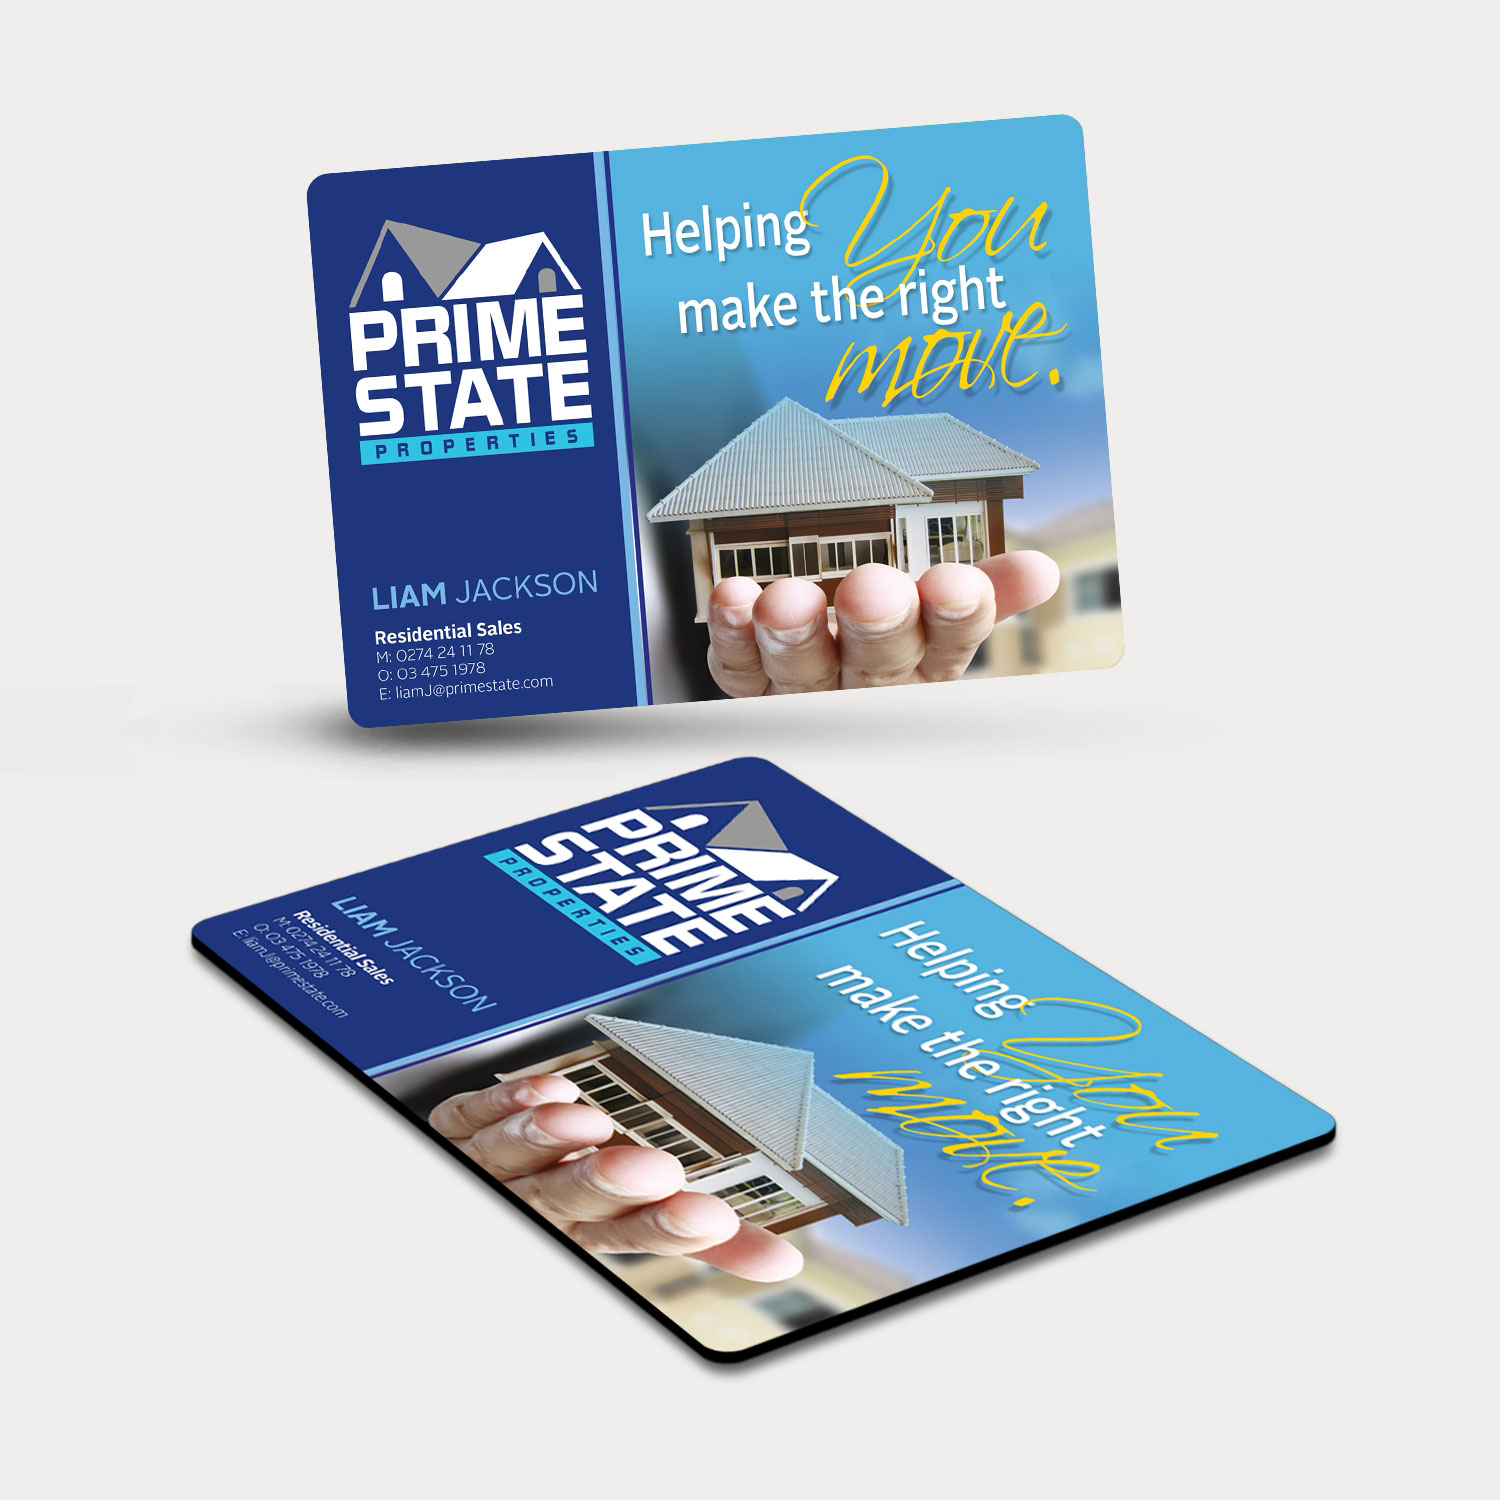 PRIME
STATE
PROPERTIES
LIAM JACKSON
Residential Sales
M: 0274 24 11 78
O: 03 475 1978
E: liamJ@primestate.com
Helping You
make the right
move.
PRIME
STATE
PROPERTIES
LIAM JACKSON
Residential Sales
M: 0274 24 11 78
O: 03 475 1978
E: liamJ@primestate.com
Helping You
make the right
move.